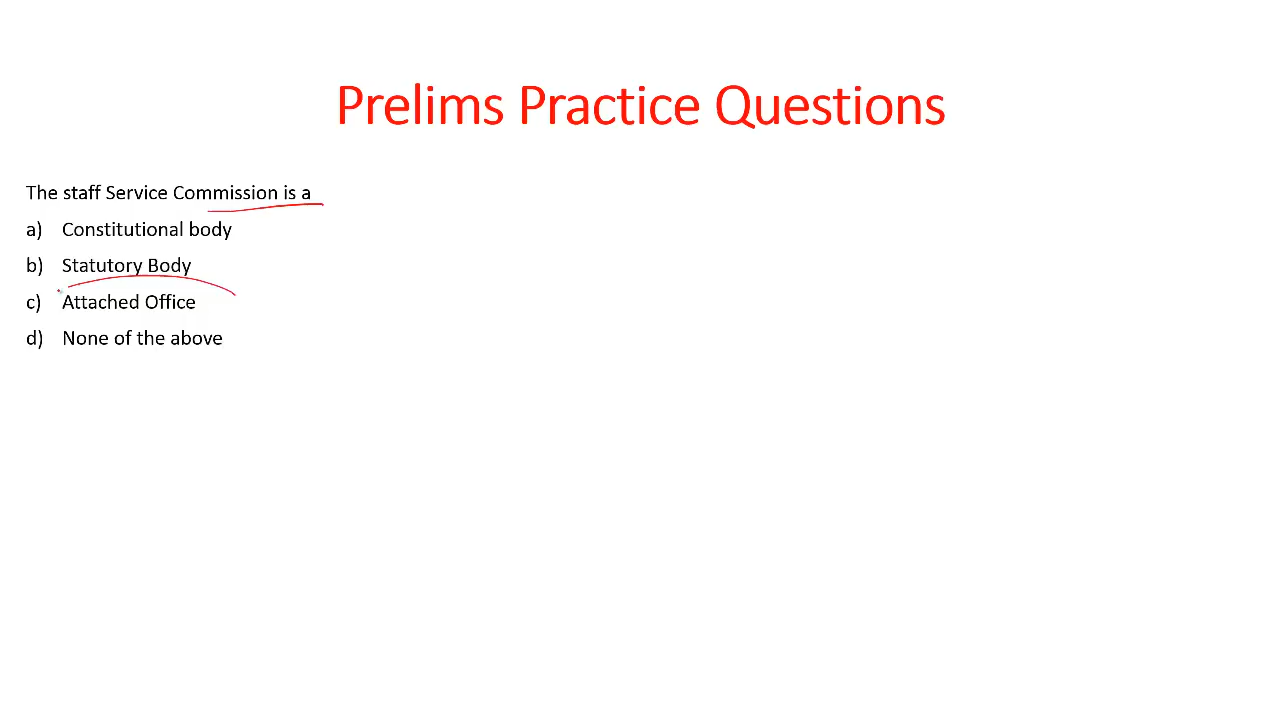 Prelims Practice Questions
The staff Service Commission is a
a) Constitutional body
b) Statutory Body
c) Attached Office
d) None of the above